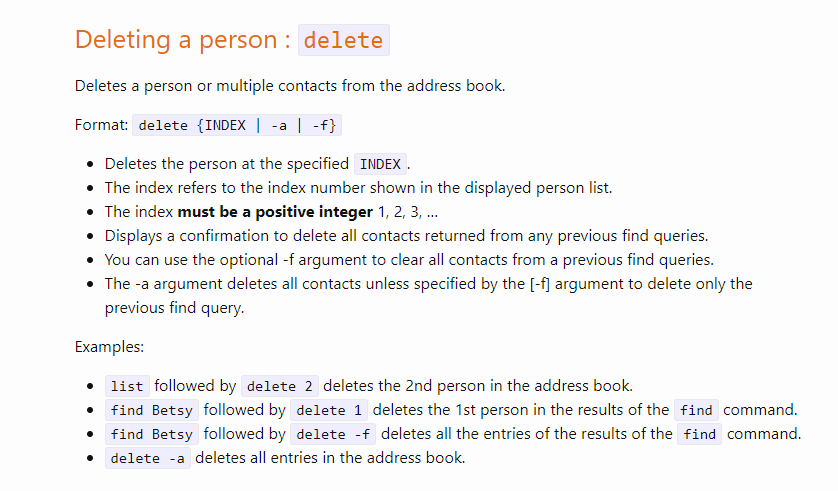 Deleting a person : delete
Deletes a person or multiple contacts from the address book.
Format: delete {INDEX | -a | -f}
• Deletes the person at the specified INDEX.
• The index refers to the index number shown in the displayed person list.
• The index must be a positive integer 1, 2, 3, …
• Displays a confirmation to delete all contacts returned from any previous find queries.
• You can use the optional -f argument to clear all contacts from a previous find queries.
• The -a argument deletes all contacts unless specified by the [-f] argument to delete only the
previous find query.
Examples:
• list followed by delete 2 deletes the 2nd person in the address book.
• find Betsy followed by delete 1 deletes the 1st person in the results of the find command.
• find Betsy followed by delete -f deletes all the entries of the results of the find command.
• delete -a deletes all entries in the address book.